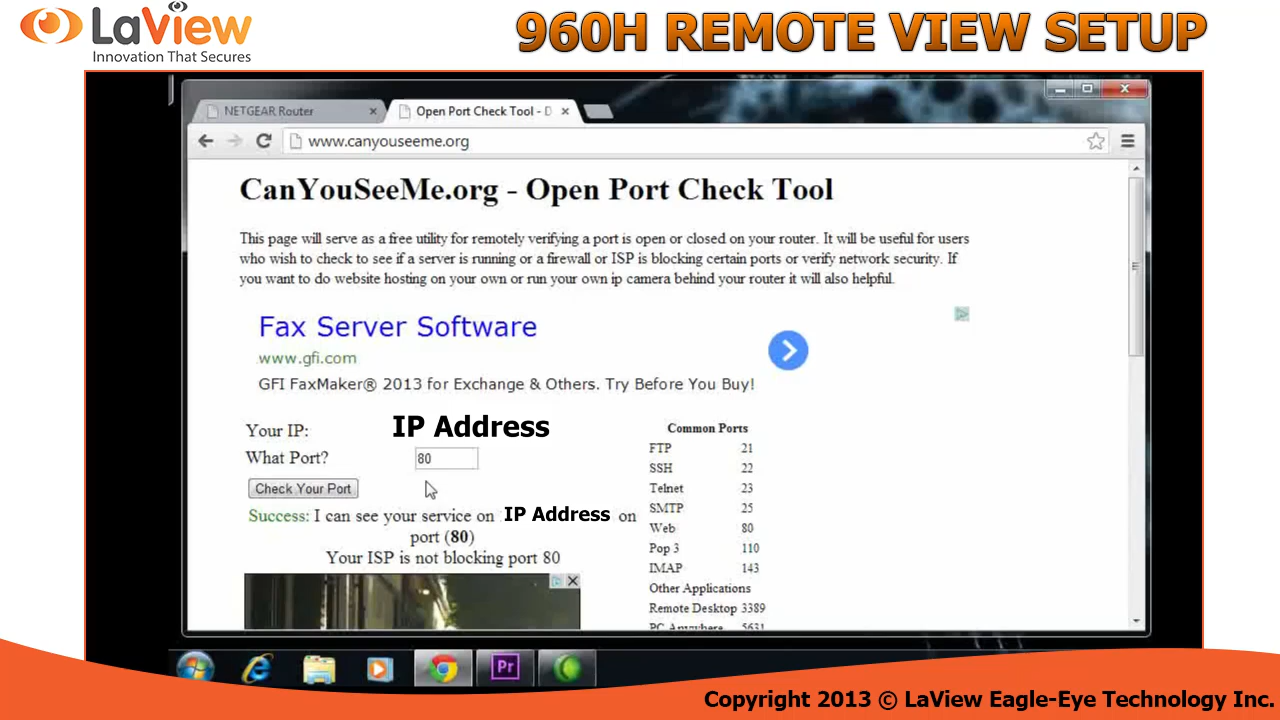 LaView
Innovation That Secures
960H REMOTE VIEW SETUP
NETGEAR Router
Open Port Check Tool - D
www.canyouseeme.org
CanYouSeeMe.org - Open Port Check Tool
This page will serve as a free utility for remotely verifying a port is open or closed on your router. It will be useful for users
who wish to check to see if a server is running or a firewall or ISP is blocking certain ports or verify network security. If
you want to do website hosting on your own or run your own ip camera behind your router it will also helpful.
Fax Server Software
www.gfi.com
GFI FaxMaker® 2013 for Exchange & Others. Try Before You Buy!
Your IP: IP Address
What Port? 80
Check Your Port
Success: I can see your service on IP Address on
port (80)
Your ISP is not blocking port 80
Common Ports
FTP 21
SSH 22
Telnet 23
SMTP 25
Web 80
Pop 3 110
IMAP 143
Other Applications
Remote Desktop 3389
PC Anywhere 5631
Pr
Copyright 2013 © LaView Eagle-Eye Technology Inc.